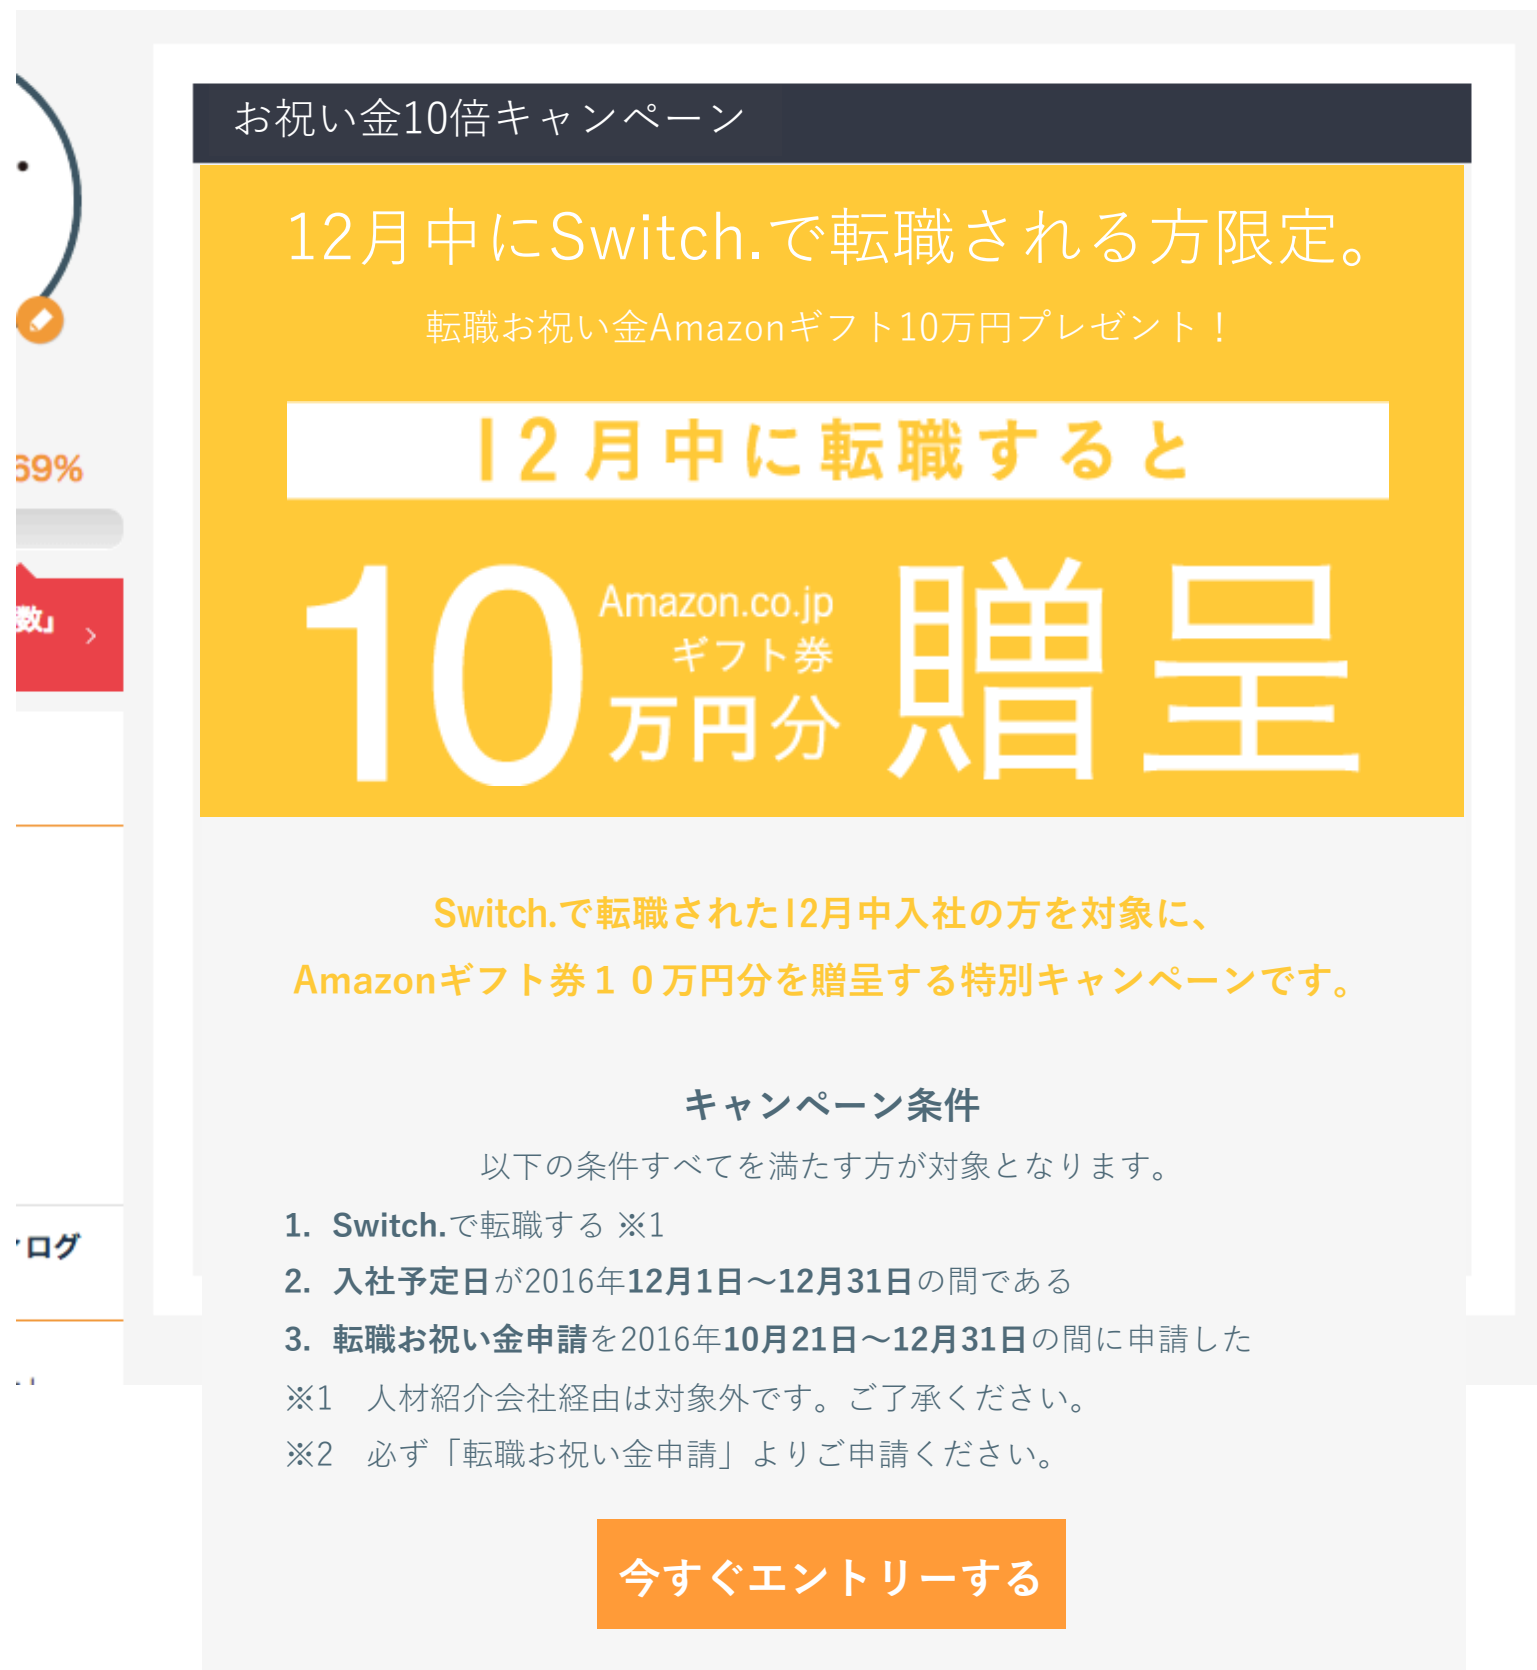 お祝い金10倍キャンペーン
12月中にSwitch.で転職される方限定。
転職お祝い金Amazonギフト10万円プレゼント！
12月中に転職すると
10
Amazon.co.jp
ギフト券
万円分
贈呈
69%
数」
Switch.で転職された12月中入社の方を対象に、
Amazonギフト券１０万円分を贈呈する特別キャンペーンです。
キャンペーン条件
以下の条件すべてを満たす方が対象となります。
1. Switch.で転職する ※1
ログ
2. 入社予定日が2016年12月1日〜12月31日の間である
3. 転職お祝い金申請を2016年10月21日〜12月31日の間に申請した
※1　人材紹介会社経由は対象外です。ご了承ください。
※2　必ず「転職お祝い金申請」よりご申請ください。
今すぐエントリーする